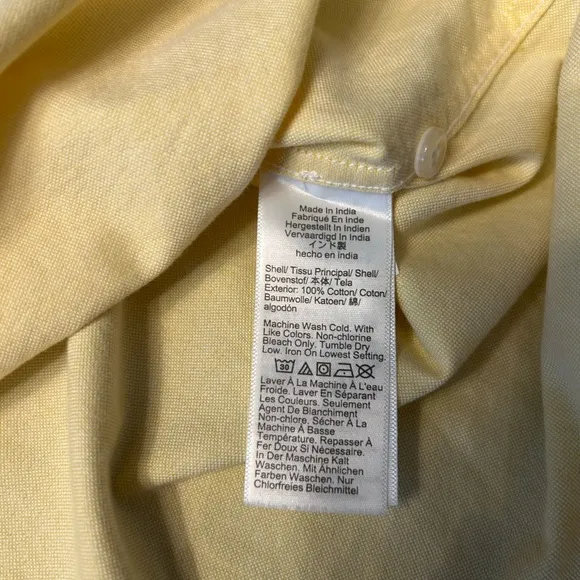 Made In India
Fabriqué En Inde
Hergestellt In Indien
Vervaardigd In India
インド製
hecho en india
Shell/ Tissu Principal/ Shell/
Bovenstof/ 本体/ Tela
Exterior: 100% Cotton/ Coton/
Baumwolle/ Katoen/ 綿/
algodón
Machine Wash Cold. With
Like Colors. Non-chlorine
Bleach Only. Tumble Dry
Low. Iron On Lowest Setting.
30
Laver À La Machine À L'eau
Froide. Laver En Séparant
Les Couleurs. Seulement
Agent De Blanchiment
Non-chlore. Sécher À La
Machine À Basse
Température. Repasser À
Fer Doux Si Nécessaire.
In Der Maschine Kalt
Waschen. Mit Ähnlichen
Farben Waschen. Nur
Chlorfreies Bleichmittel